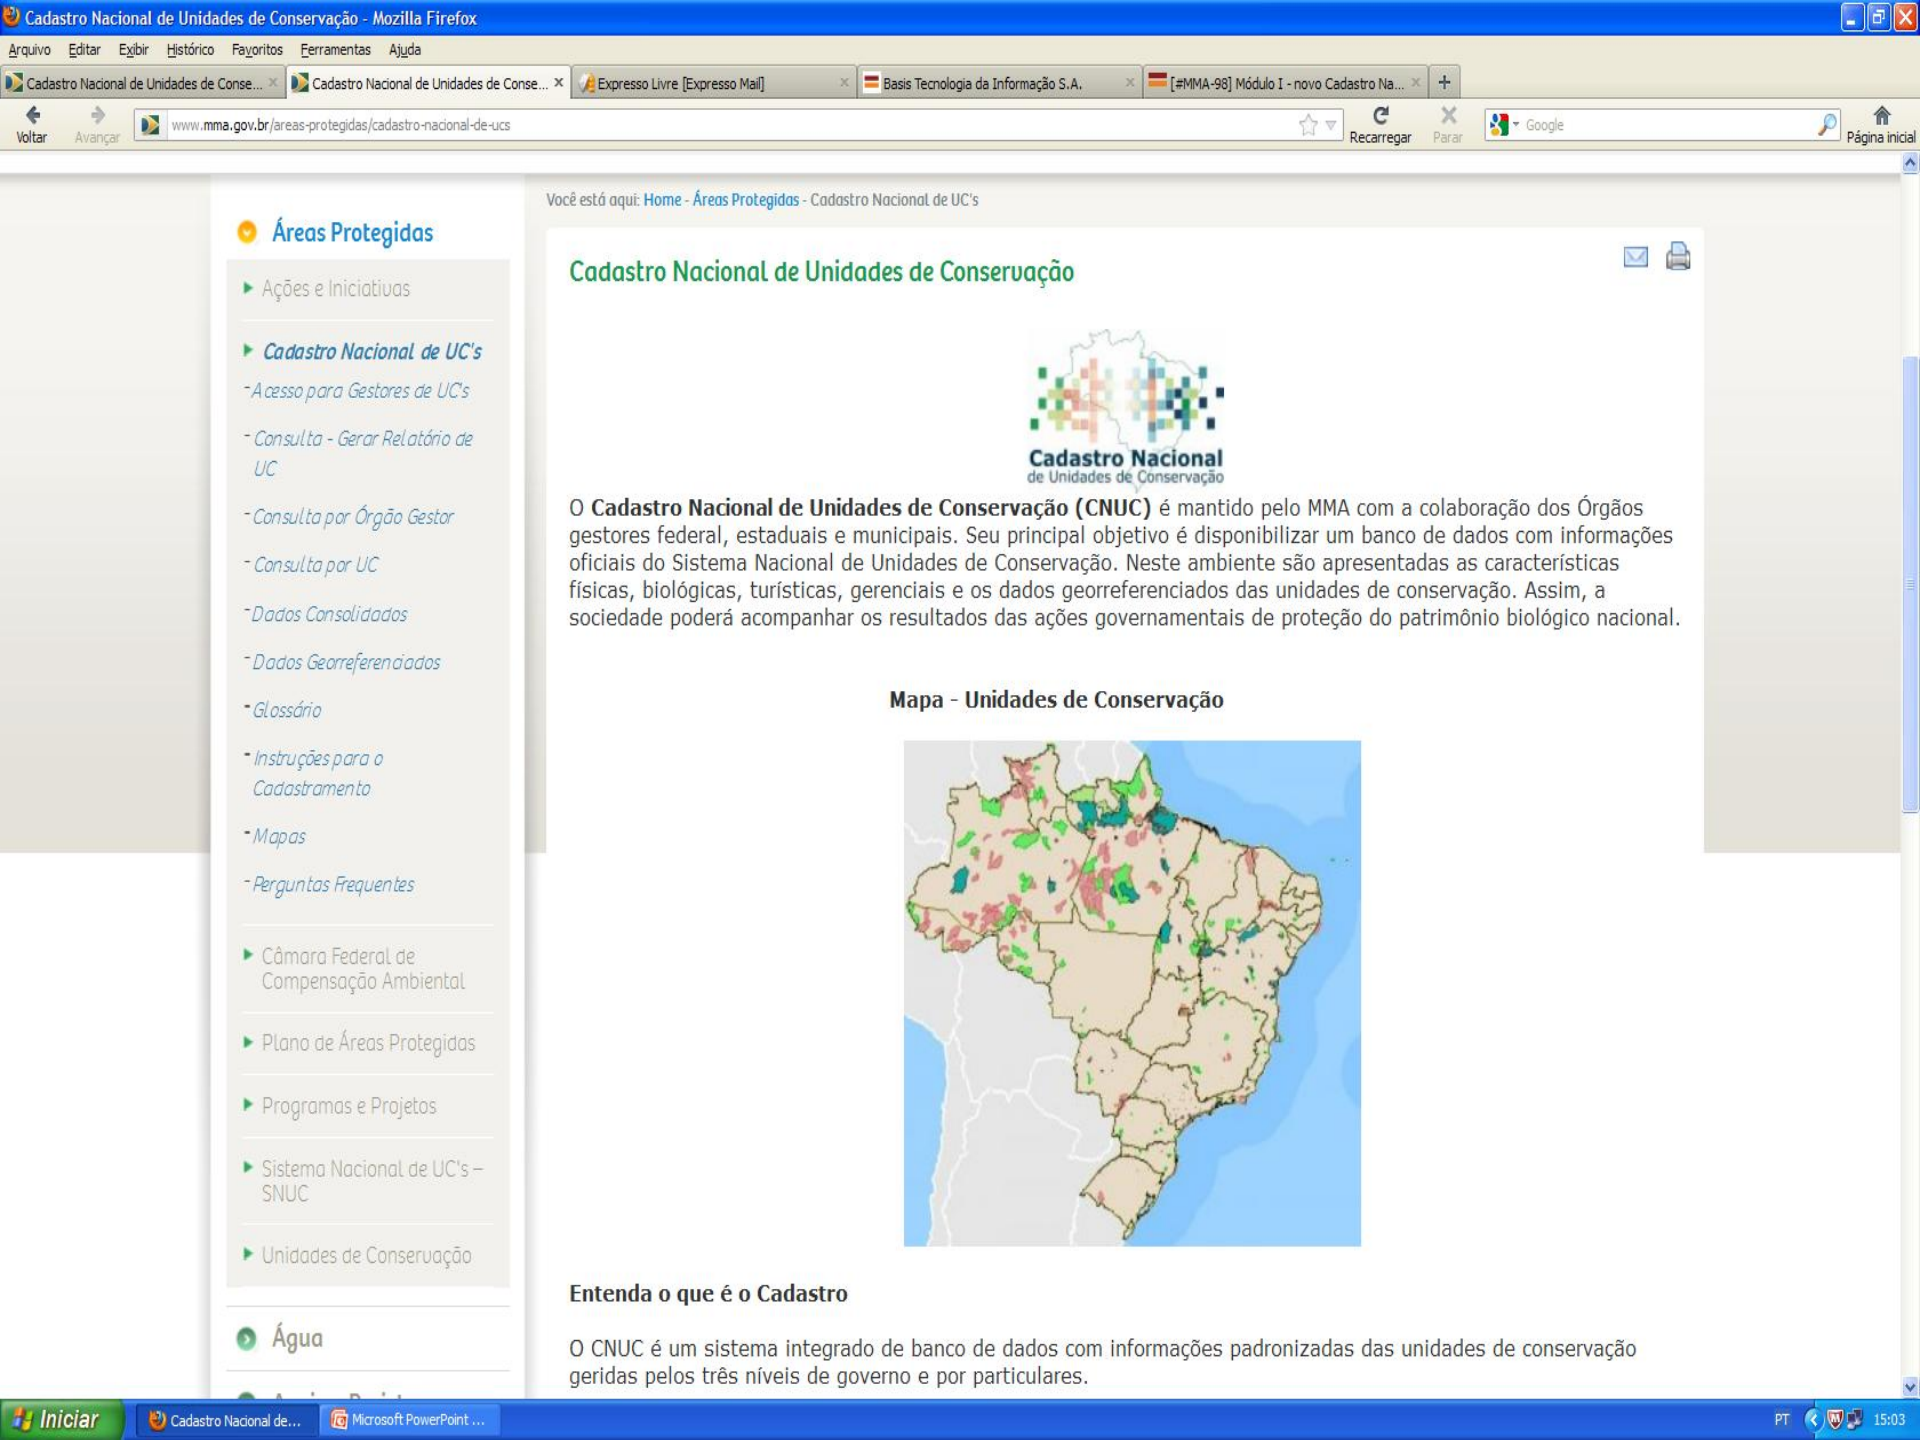 Cadastro Nacional de Unidades de Conservação - Mozilla Firefox
Arquivo Editar Exibir Histórico Favoritos Ferramentas Ajuda
Cadastro Nacional de Unidades de Conse...
Cadastro Nacional de Unidades de Conse...
Expresso Livre [Expresso Mail]
Basis Tecnologia da Informação S.A.
[#MMA-98] Módulo I - novo Cadastro Na...
Voltar
Avançar
www.mma.gov.br/areas-protegidas/cadastro-nacional-de-ucs
Recarregar
Parar
Google
Página inicial
Você está aqui: Home - Áreas Protegidas - Cadastro Nacional de UC's
Áreas Protegidas
Ações e Iniciativas
Cadastro Nacional de UC's
-Acesso para Gestores de UC's
-Consulta - Gerar Relatório de
UC
-Consulta por Órgão Gestor
-Consulta por UC
-Dados Consolidados
-Dados Georreferenciados
-Glossário
-Instruções para o
Cadastramento
-Mapas
-Perguntas Frequentes
Câmara Federal de
Compensação Ambiental
Plano de Áreas Protegidas
Programas e Projetos
Sistema Nacional de UC's –
SNUC
Unidades de Conservação
Água
Cadastro Nacional de Unidades de Conservação
Cadastro Nacional
de Unidades de Conservação
O Cadastro Nacional de Unidades de Conservação (CNUC) é mantido pelo MMA com a colaboração dos Órgãos
gestores federal, estaduais e municipais. Seu principal objetivo é disponibilizar um banco de dados com informações
oficiais do Sistema Nacional de Unidades de Conservação. Neste ambiente são apresentadas as características
físicas, biológicas, turísticas, gerenciais e os dados georreferenciados das unidades de conservação. Assim, a
sociedade poderá acompanhar os resultados das ações governamentais de proteção do patrimônio biológico nacional.
Mapa - Unidades de Conservação
Entenda o que é o Cadastro
O CNUC é um sistema integrado de banco de dados com informações padronizadas das unidades de conservação
geridas pelos três níveis de governo e por particulares.
Iniciar
Cadastro Nacional de...
Microsoft PowerPoint ...
PT
15:03